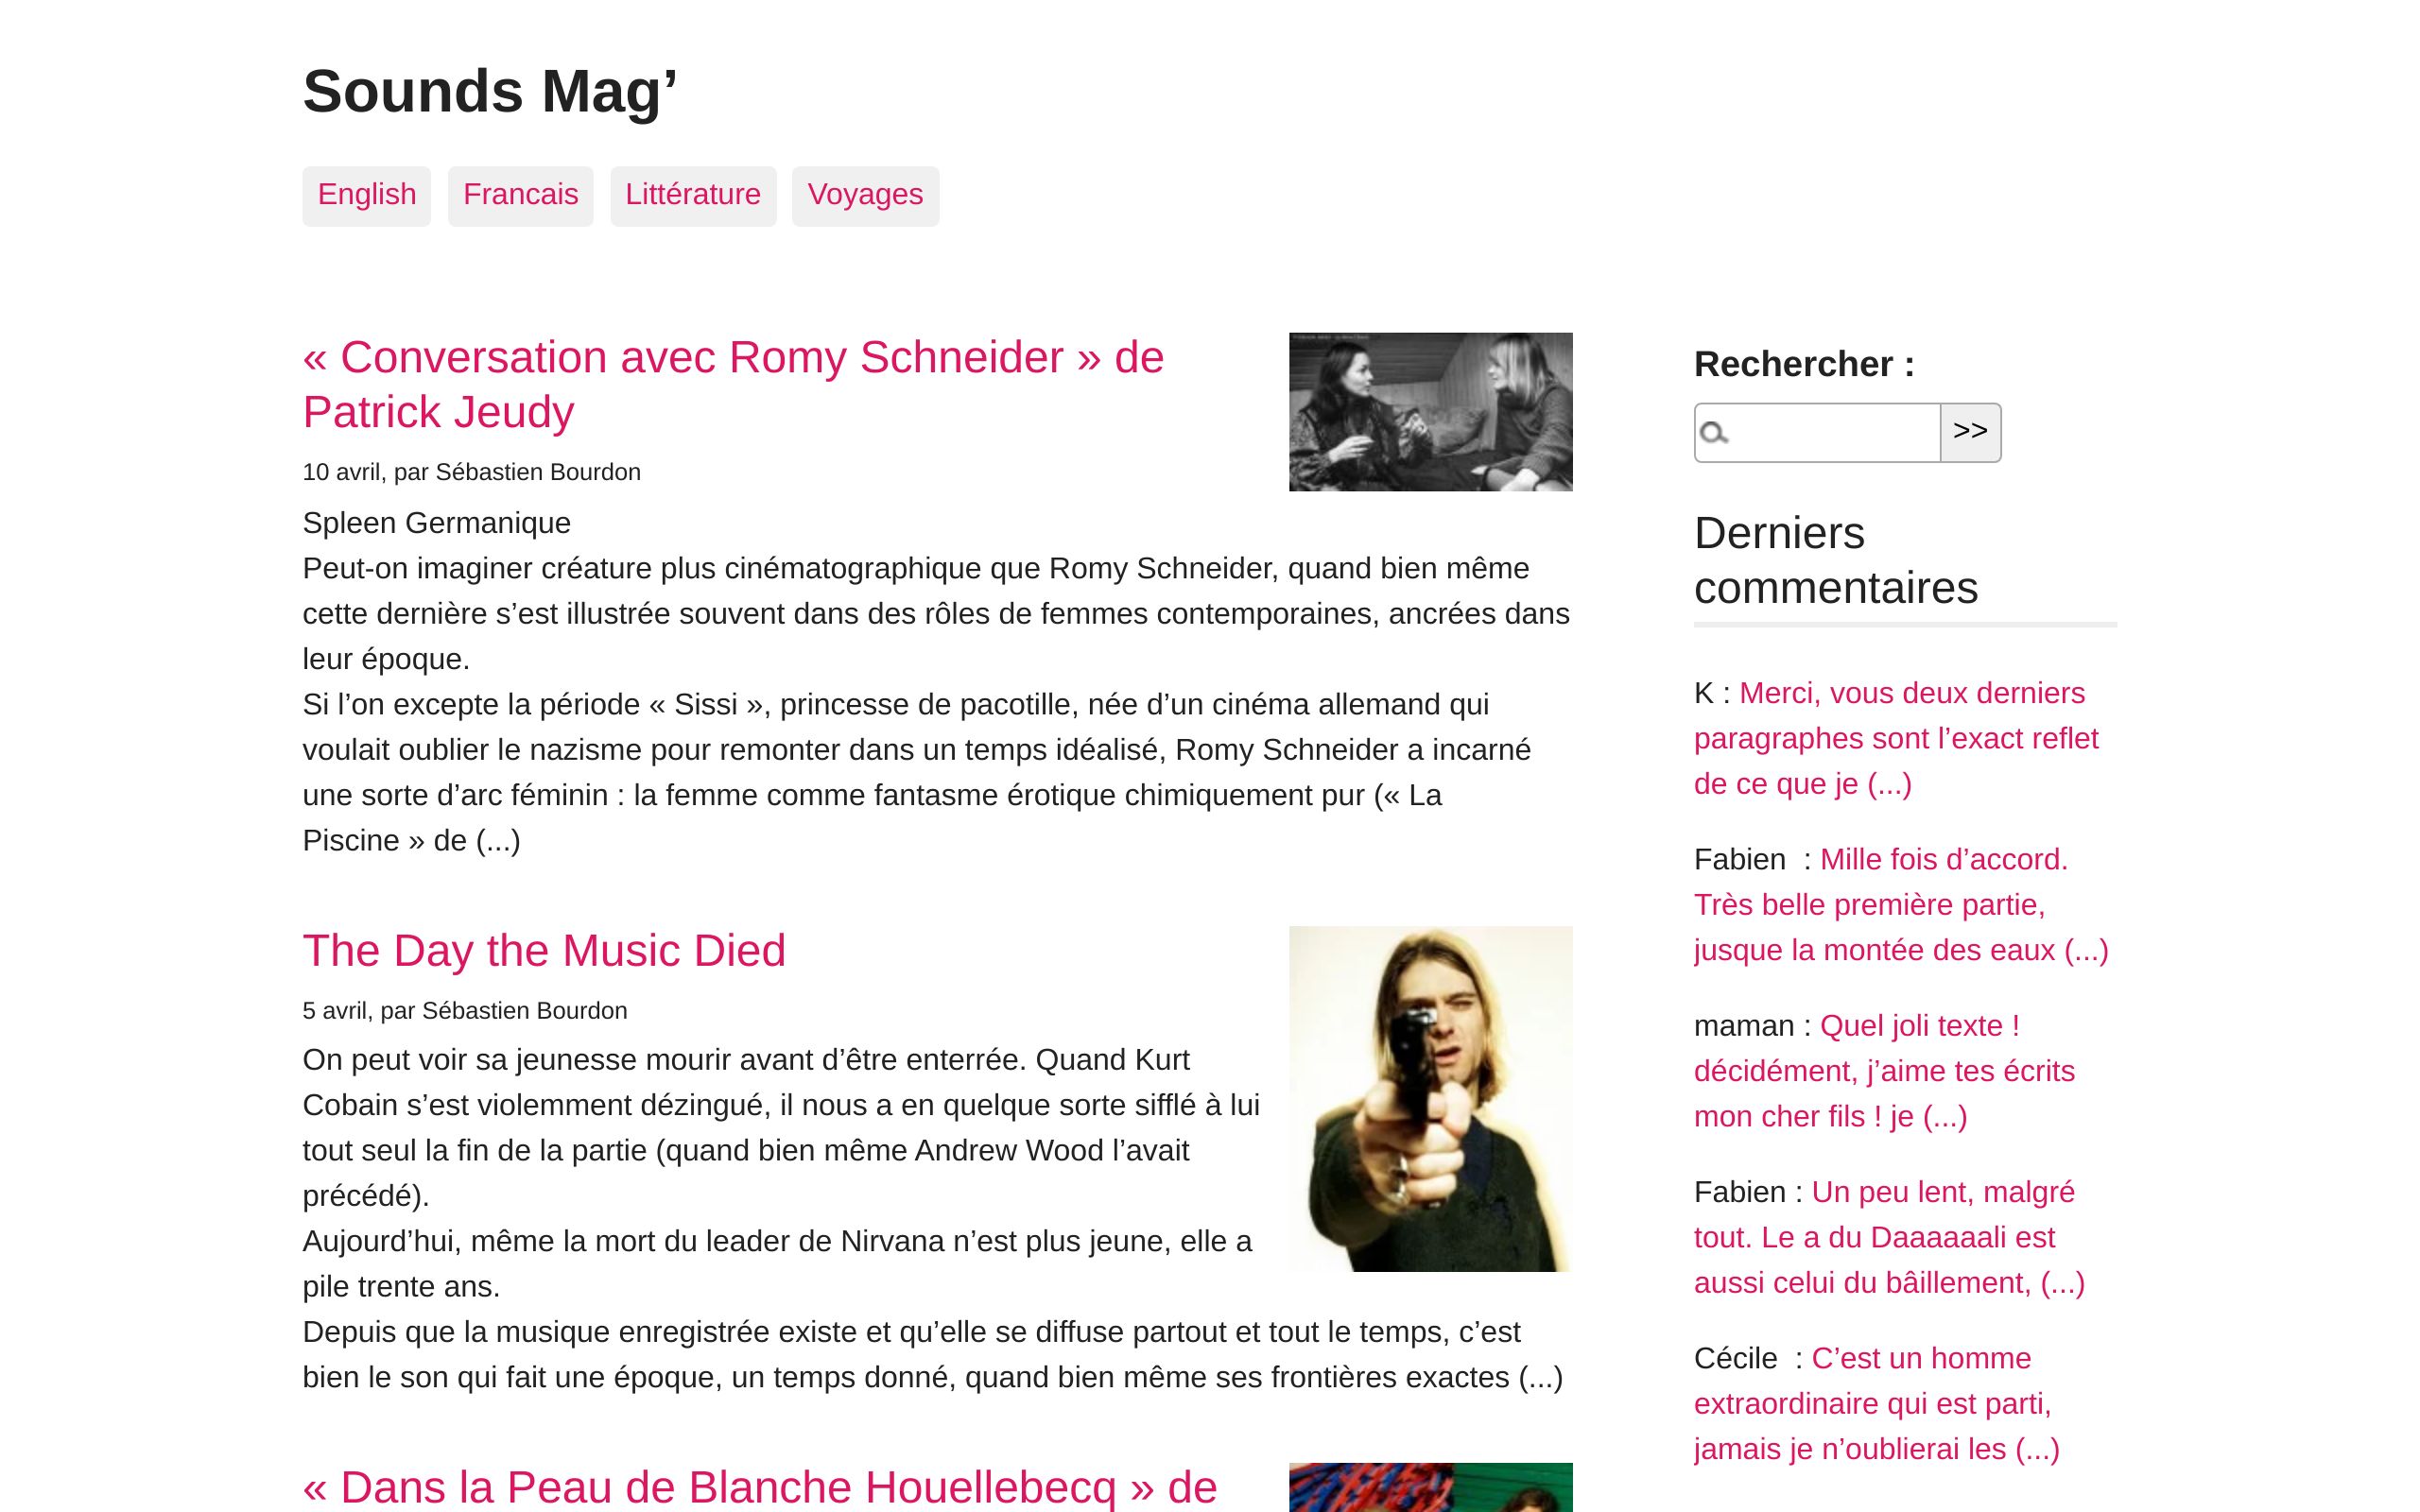 Sounds Mag’
English
Francais
Littérature
Voyages
« Conversation avec Romy Schneider » de
Patrick Jeudy
10 avril, par Sébastien Bourdon
Spleen Germanique
Peut-on imaginer créature plus cinématographique que Romy Schneider, quand bien même
cette dernière s’est illustrée souvent dans des rôles de femmes contemporaines, ancrées dans
leur époque.
Si l’on excepte la période « Sissi », princesse de pacotille, née d’un cinéma allemand qui
voulait oublier le nazisme pour remonter dans un temps idéalisé, Romy Schneider a incarné
une sorte d’arc féminin : la femme comme fantasme érotique chimiquement pur (« La
Piscine » de (...)
The Day the Music Died
5 avril, par Sébastien Bourdon
On peut voir sa jeunesse mourir avant d’être enterrée. Quand Kurt
Cobain s’est violemment dézingué, il nous a en quelque sorte sifflé à lui
tout seul la fin de la partie (quand bien même Andrew Wood l’avait
précédé).
Aujourd’hui, même la mort du leader de Nirvana n’est plus jeune, elle a
pile trente ans.
Depuis que la musique enregistrée existe et qu’elle se diffuse partout et tout le temps, c’est
bien le son qui fait une époque, un temps donné, quand bien même ses frontières exactes (...)
« Dans la Peau de Blanche Houellebecq » de
Rechercher :
>>
Derniers
commentaires
K : Merci, vous deux derniers
paragraphes sont l’exact reflet
de ce que je (...)
Fabien  : Mille fois d’accord.
Très belle première partie,
jusque la montée des eaux (...)
maman : Quel joli texte !
décidément, j’aime tes écrits
mon cher fils ! je (...)
Fabien : Un peu lent, malgré
tout. Le a du Daaaaaali est
aussi celui du bâillement, (...)
Cécile  : C’est un homme
extraordinaire qui est parti,
jamais je n’oublierai les (...)